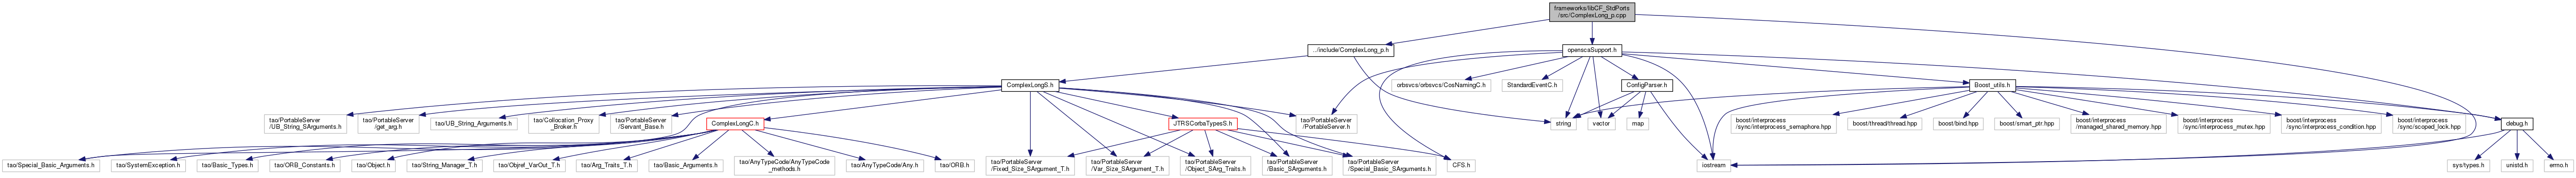 frameworks/libCF_StdPorts
/src/ComplexLong_p.cpp
../include/ComplexLong_p.h
openscaSupport.h
ComplexLongS.h
orbsvcs/orbsvcs/CosNamingC.h
StandardEventC.h
ConfigParser.h
Boost_utils.h
tao/PortableServer
/UB_String_SArguments.h
tao/PortableServer
/get_arg.h
tao/UB_String_Arguments.h
tao/Collocation_Proxy
_Broker.h
tao/PortableServer
/Servant_Base.h
ComplexLongC.h
JTRSCorbaTypesS.h
tao/PortableServer
/PortableServer.h
string
vector
map
boost/interprocess
/sync/interprocess_semaphore.hpp
boost/thread/thread.hpp
boost/bind.hpp
boost/smart_ptr.hpp
boost/interprocess
/managed_shared_memory.hpp
boost/interprocess
/sync/interprocess_mutex.hpp
boost/interprocess
/sync/interprocess_condition.hpp
boost/interprocess
/sync/scoped_lock.hpp
debug.h
tao/Special_Basic_Arguments.h
tao/SystemException.h
tao/Basic_Types.h
tao/ORB_Constants.h
tao/Object.h
tao/String_Manager_T.h
tao/Objref_VarOut_T.h
tao/Arg_Traits_T.h
tao/Basic_Arguments.h
tao/AnyTypeCode/AnyTypeCode
_methods.h
tao/AnyTypeCode/Any.h
tao/ORB.h
tao/PortableServer
/Fixed_Size_SArgument_T.h
tao/PortableServer
/Var_Size_SArgument_T.h
tao/PortableServer
/Object_SArg_Traits.h
tao/PortableServer
/Basic_SArguments.h
tao/PortableServer
/Special_Basic_SArguments.h
CFS.h
iostream
sys/types.h
unistd.h
errno.h